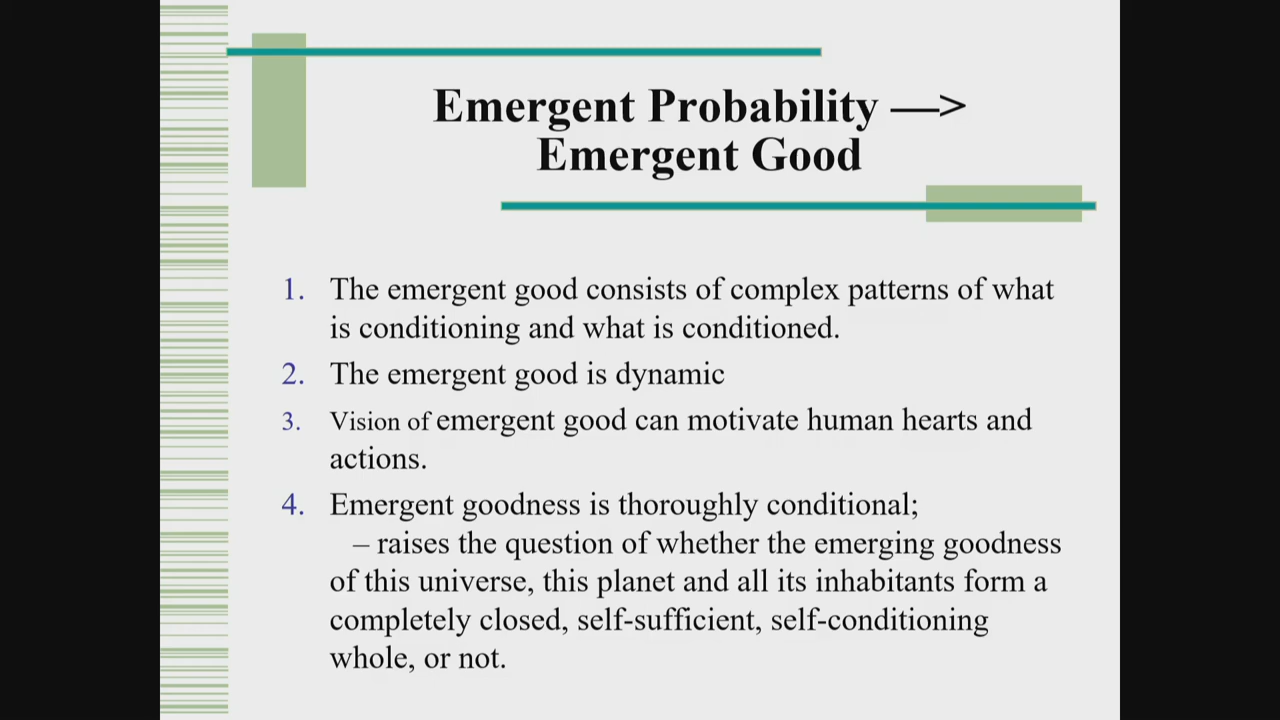 Emergent Probability —>
Emergent Good
1. The emergent good consists of complex patterns of what
is conditioning and what is conditioned.
2. The emergent good is dynamic
3. Vision of emergent good can motivate human hearts and
actions.
4. Emergent goodness is thoroughly conditional;
– raises the question of whether the emerging goodness
of this universe, this planet and all its inhabitants form a
completely closed, self-sufficient, self-conditioning
whole, or not.